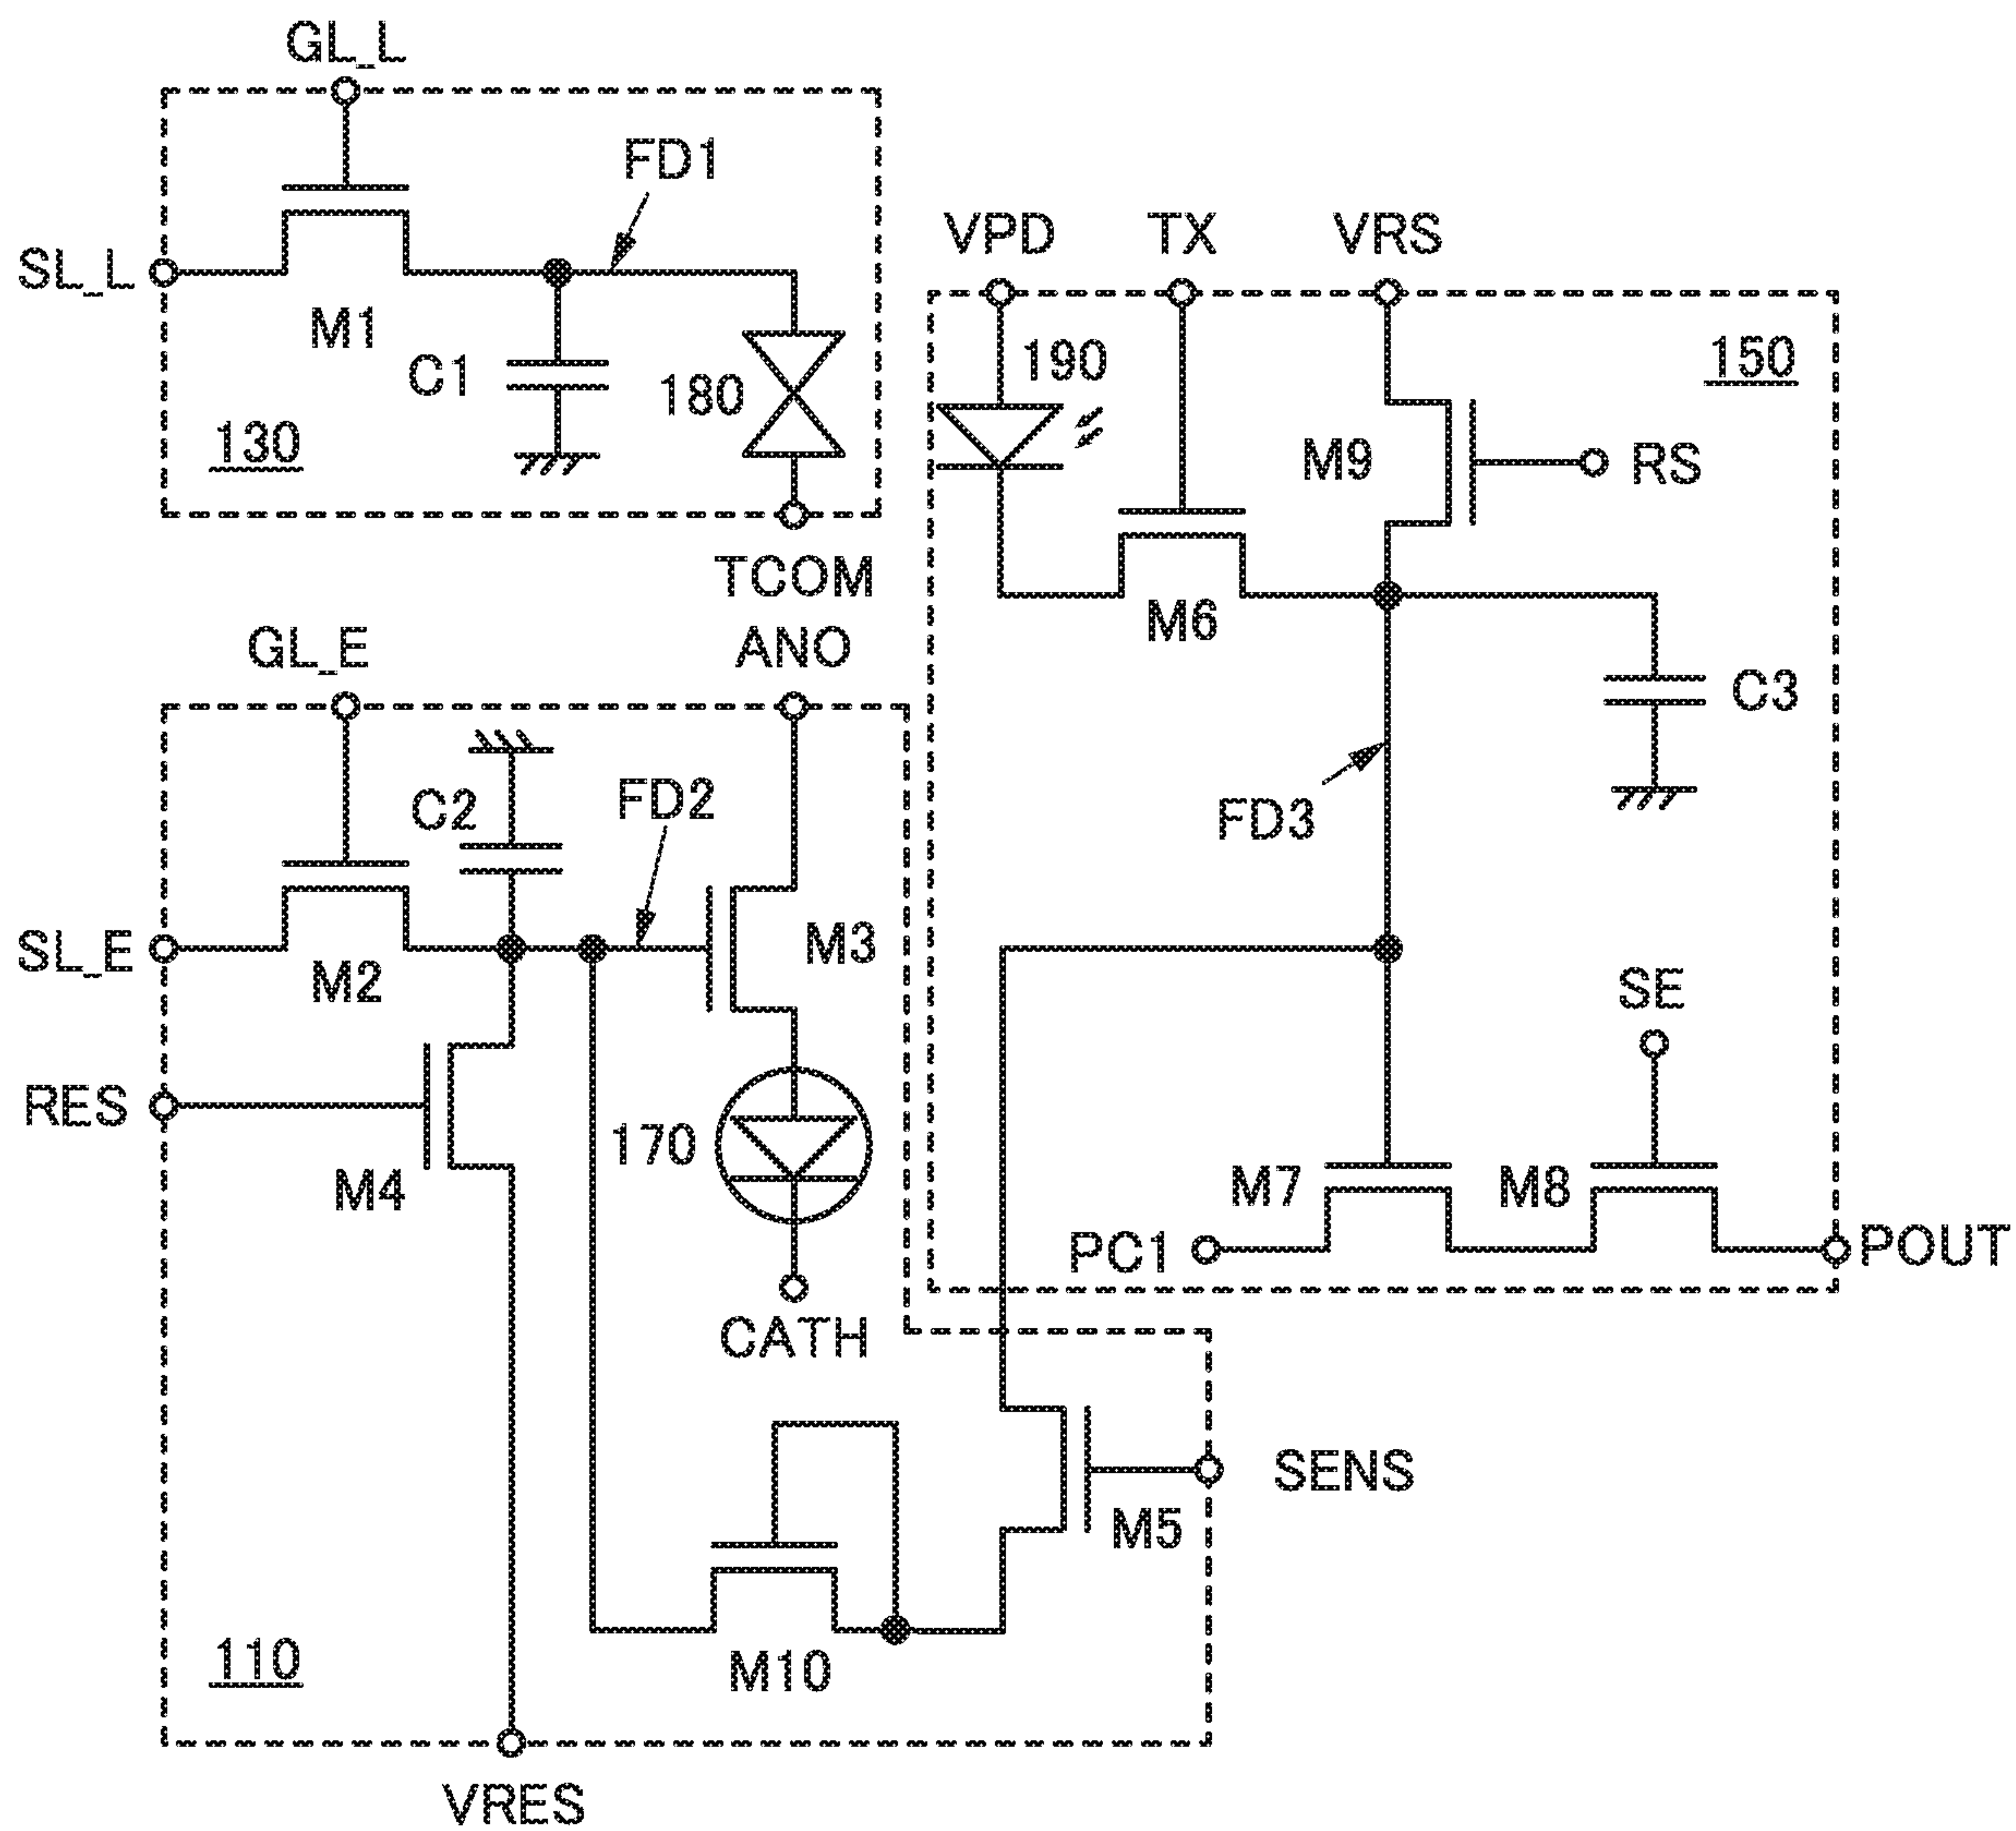 GL_L
FD1
SL_L
M1
C1
180
130
TCOM
VPD
TX
VRS
190
150
M9
RS
M6
C3
FD3
GL_E
ANO
C2
FD2
SL_E
M2
M3
SE
RES
M4
170
M7
M8
PC1
POUT
CATH
SENS
M5
M10
110
VRES